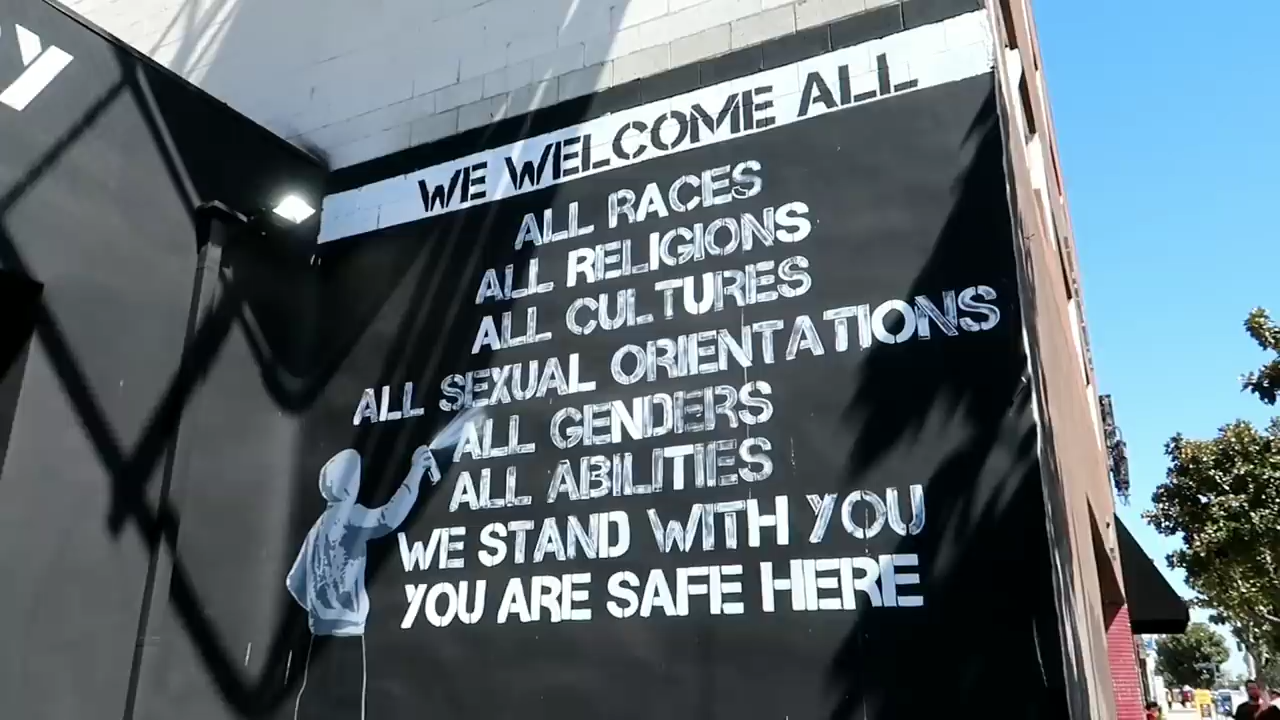 Y
WE WELCOME ALL
ALL RACES
ALL RELIGIONS
ALL CULTURES
ALL SEXUAL ORIENTATIONS
ALL GENDERS
ALL ABILITIES
WE STAND WITH YOU
YOU ARE SAFE HERE